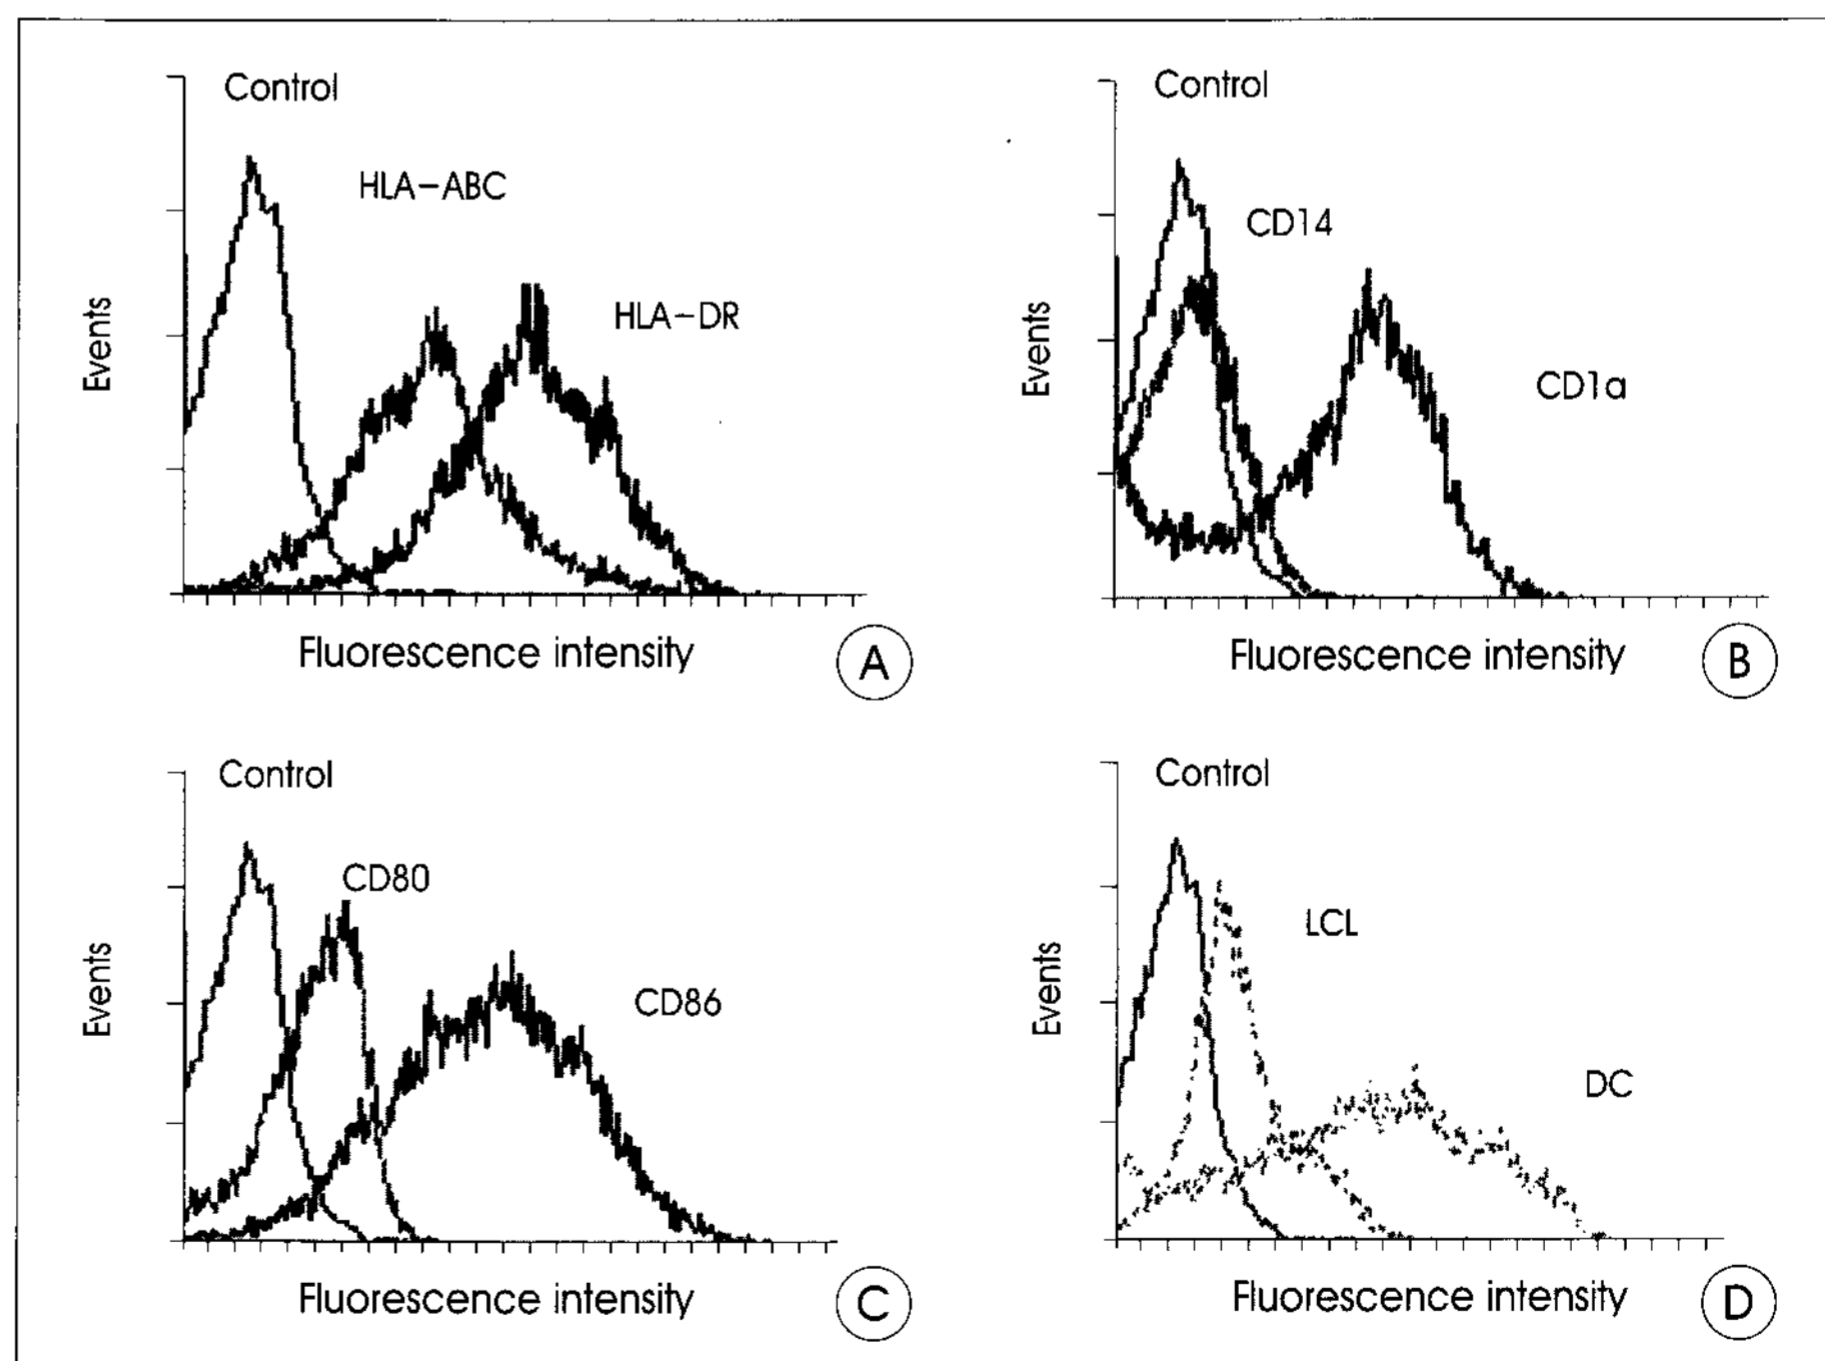 Control
HLA-ABC
HLA-DR
Events
Fluorescence intensity
A
Control
CD14
CD1a
Events
Fluorescence intensity
B
Control
CD80
CD86
Events
Fluorescence intensity
C
Control
LCL
DC
Events
Fluorescence intensity
D